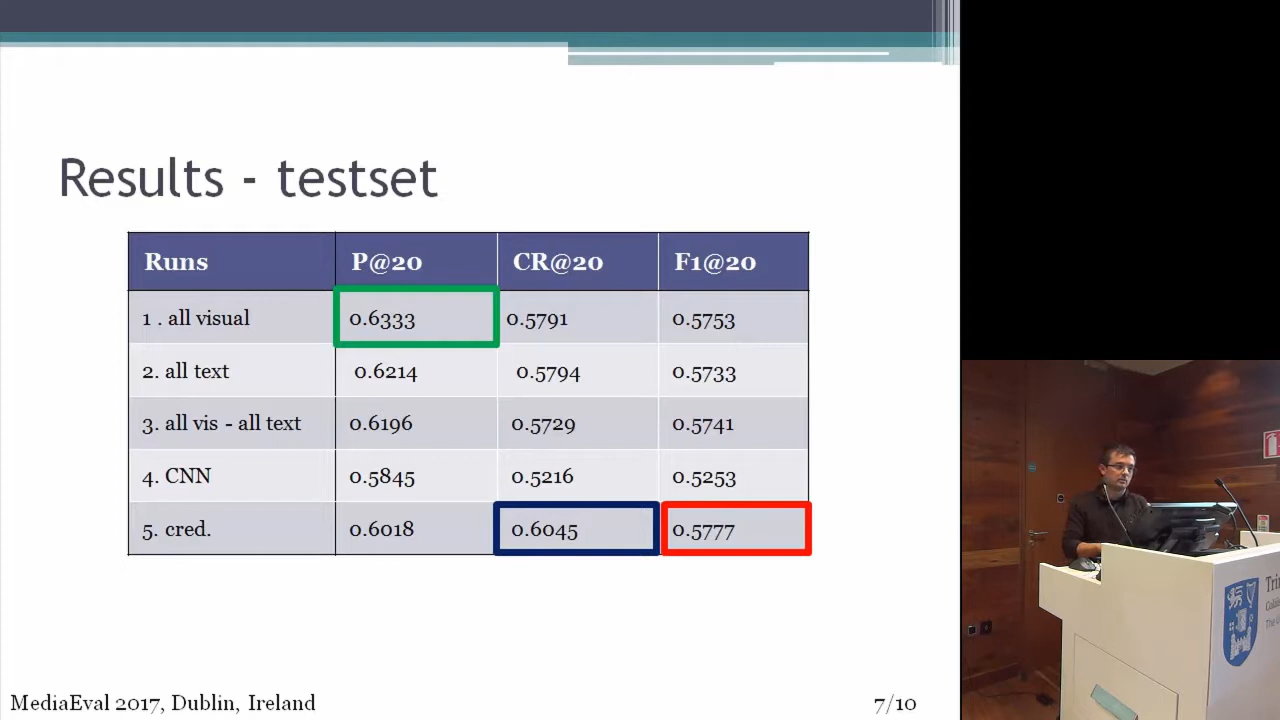 Results - testset
Runs P@20 CR@20 F1@20
1 . all visual 0.6333 0.5791 0.5753
2. all text 0.6214 0.5794 0.5733
3. all vis - all text 0.6196 0.5729 0.5741
4. CNN 0.5845 0.5216 0.5253
5. cred. 0.6018 0.6045 0.5777
MediaEval 2017, Dublin, Ireland 7/10